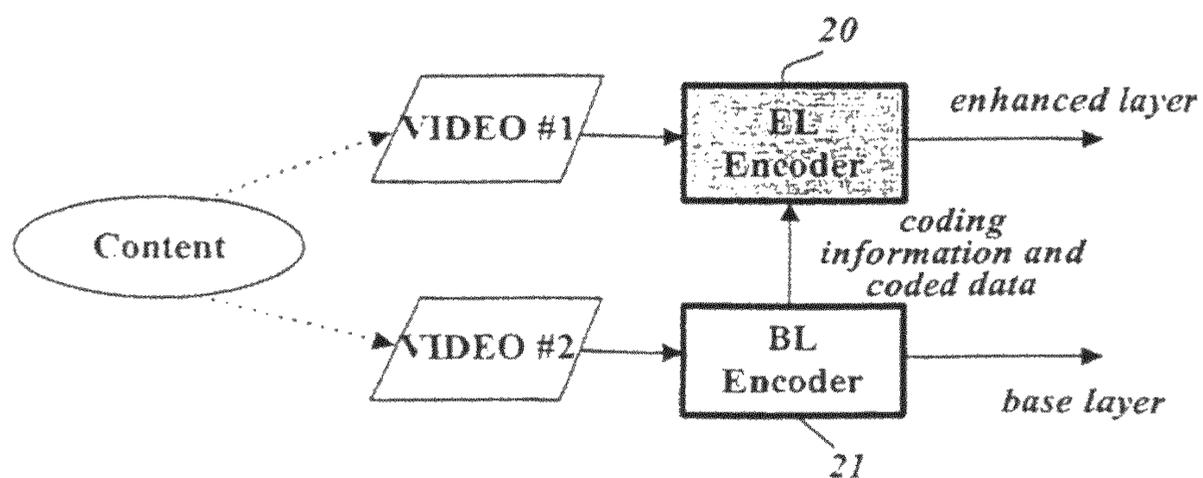 20
VIDEO #1
EL
Encoder
enhanced layer
Content
coding
information and
coded data
VIDEO #2
BL
Encoder
base layer
21